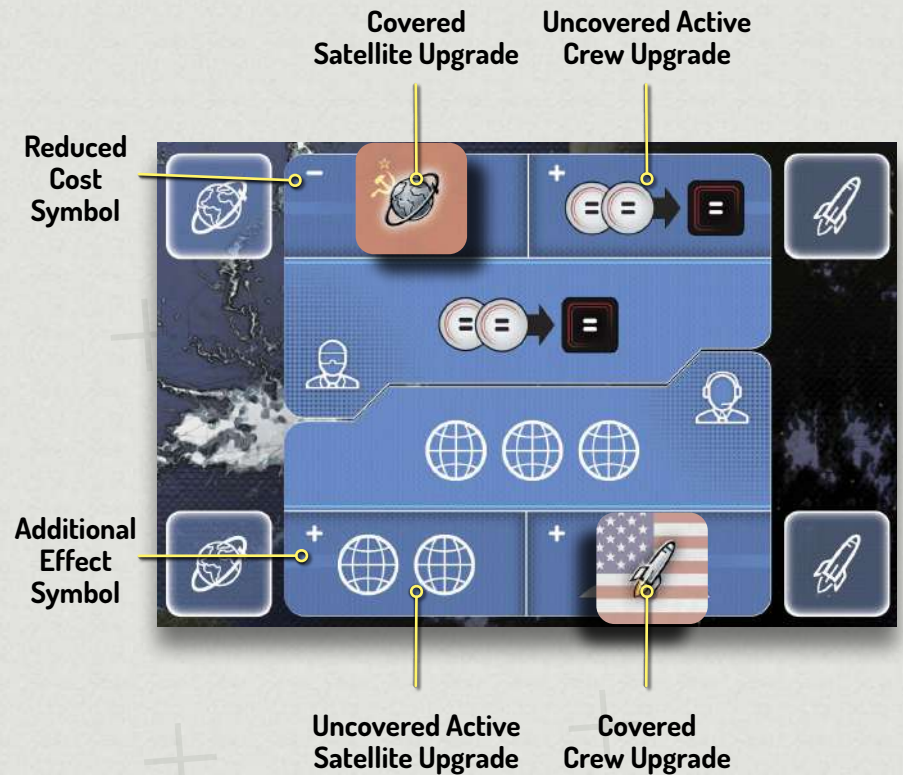 Covered
Satellite Upgrade
Uncovered Active
Crew Upgrade
Reduced
Cost
Symbol
Additional
Effect
Symbol
Uncovered Active
Satellite Upgrade
Covered
Crew Upgrade